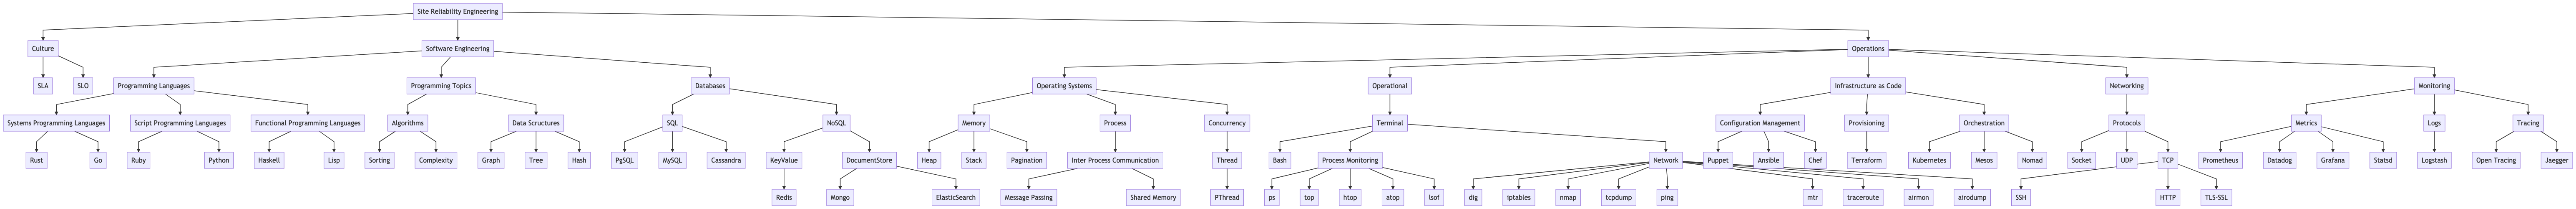 Site Reliability Engineering
Culture
Software Engineering
Operations
SLA
SLO
Programming Languages
Programming Topics
Databases
Operating Systems
Operational
Infrastructure as Code
Networking
Monitoring
Systems Programming Languages
Script Programming Languages
Functional Programming Languages
Algorithms
Data Scructures
SQL
NoSQL
Memory
Process
Concurrency
Terminal
Configuration Management
Provisioning
Orchestration
Protocols
Metrics
Logs
Tracing
Rust
Go
Ruby
Python
Haskell
Lisp
Sorting
Complexity
Graph
Tree
Hash
PgSQL
MySQL
Cassandra
KeyValue
DocumentStore
Heap
Stack
Pagination
Inter Process Communication
Thread
Bash
Process Monitoring
Network
Puppet
Ansible
Chef
Terraform
Kubernetes
Mesos
Nomad
Socket
UDP
TCP
Prometheus
Datadog
Grafana
Statsd
Logstash
Open Tracing
Jaegger
Redis
Mongo
ElasticSearch
Message Passing
Shared Memory
PThread
ps
top
htop
atop
lsof
dig
iptables
nmap
tcpdump
ping
mtr
traceroute
airmon
airodump
SSH
HTTP
TLS-SSL